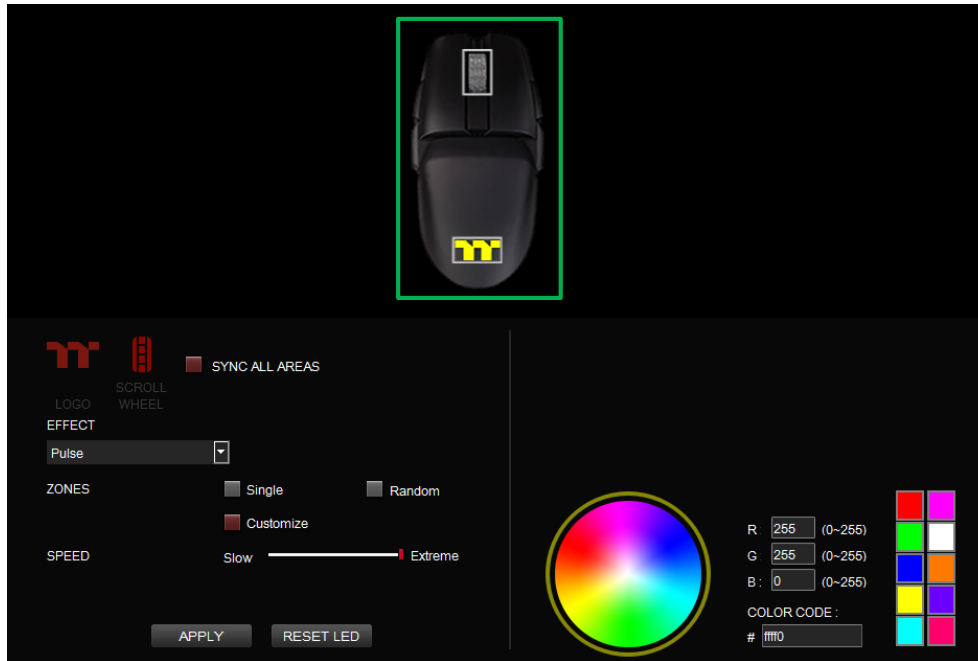 SYNC ALL AREAS
LOGO
SCROLL WHEEL
EFFECT
Pulse
ZONES
Single
Random
Customize
SPEED
Slow
Extreme
APPLY
RESET LED
R: 255 (0~255)
G: 255 (0~255)
B: 0 (0~255)
COLOR CODE :
# ffff0